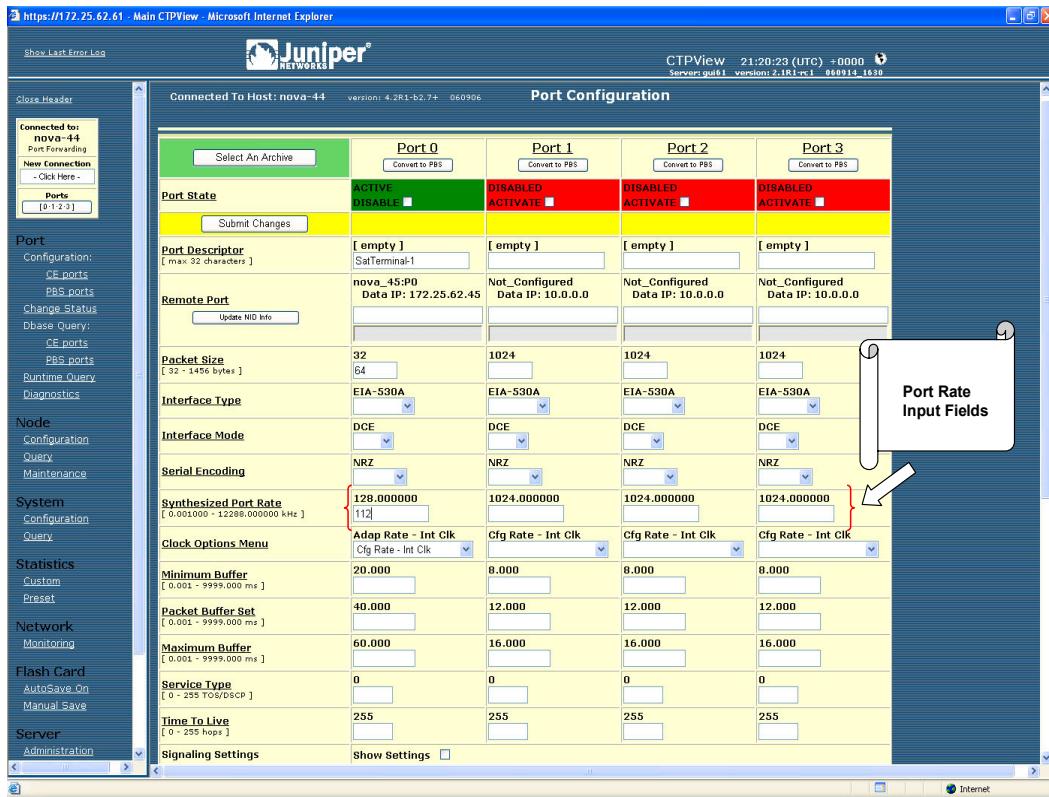 https://172.25.62.61 - Main CTPView - Microsoft Internet Explorer
Show Last Error Log
Juniper®
NETWORKS
CTPView 21:20:23 (UTC) +0000
Server: gui61 version: 2.1R1-rc1 060914_1630
Close Header
Connected to:
nova-44
Port Forwarding
New Connection
- Click Here -
Ports
[0-1-2-3]
Port
Configuration:
CE ports
PBS ports
Change Status
Dbase Query:
CE ports
PBS ports
Runtime Query
Diagnostics
Node
Configuration
Query
Maintenance
System
Configuration
Query
Statistics
Custom
Preset
Network
Monitoring
Flash Card
AutoSave On
Manual Save
Server
Administration
Connected To Host: nova-44 version: 4.2R1-b2.7+ 060906 Port Configuration
Select An Archive Port 0 Port 1 Port 2 Port 3
Convert to PBS Convert to PBS Convert to PBS Convert to PBS
Port State ACTIVE DISABLED DISABLED DISABLED
DISABLE ACTIVATE ACTIVATE ACTIVATE
Submit Changes
Port Descriptor [ empty ] [ empty ] [ empty ] [ empty ]
[ max 32 characters ] SatTerminal-1
Remote Port nova_45:P0 Not_Configured Not_Configured Not_Configured
Data IP: 172.25.62.45 Data IP: 10.0.0.0 Data IP: 10.0.0.0 Data IP: 10.0.0.0
Update NID Info
Packet Size 32 1024 1024 1024
[ 32 - 1456 bytes ] 64
Interface Type EIA-530A EIA-530A EIA-530A EIA-530A
Interface Mode DCE DCE DCE DCE
Serial Encoding NRZ NRZ NRZ NRZ
Synthesized Port Rate 128.000000 1024.000000 1024.000000 1024.000000
[ 0.001000 - 12288.000000 kHz ] 112
Clock Options Menu Adap Rate - Int Clk Cfg Rate - Int Clk Cfg Rate - Int Clk Cfg Rate - Int Clk
Cfg Rate - Int Clk
Minimum Buffer 20.000 8.000 8.000 8.000
[ 0.001 - 9999.000 ms ]
Packet Buffer Set 40.000 12.000 12.000 12.000
[ 0.001 - 9999.000 ms ]
Maximum Buffer 60.000 16.000 16.000 16.000
[ 0.001 - 9999.000 ms ]
Service Type 0 0 0 0
[ 0 - 255 TOS/DSCP ]
Time To Live 255 255 255 255
[ 0 - 255 hops ]
Signaling Settings Show Settings
Port Rate
Input Fields
Internet